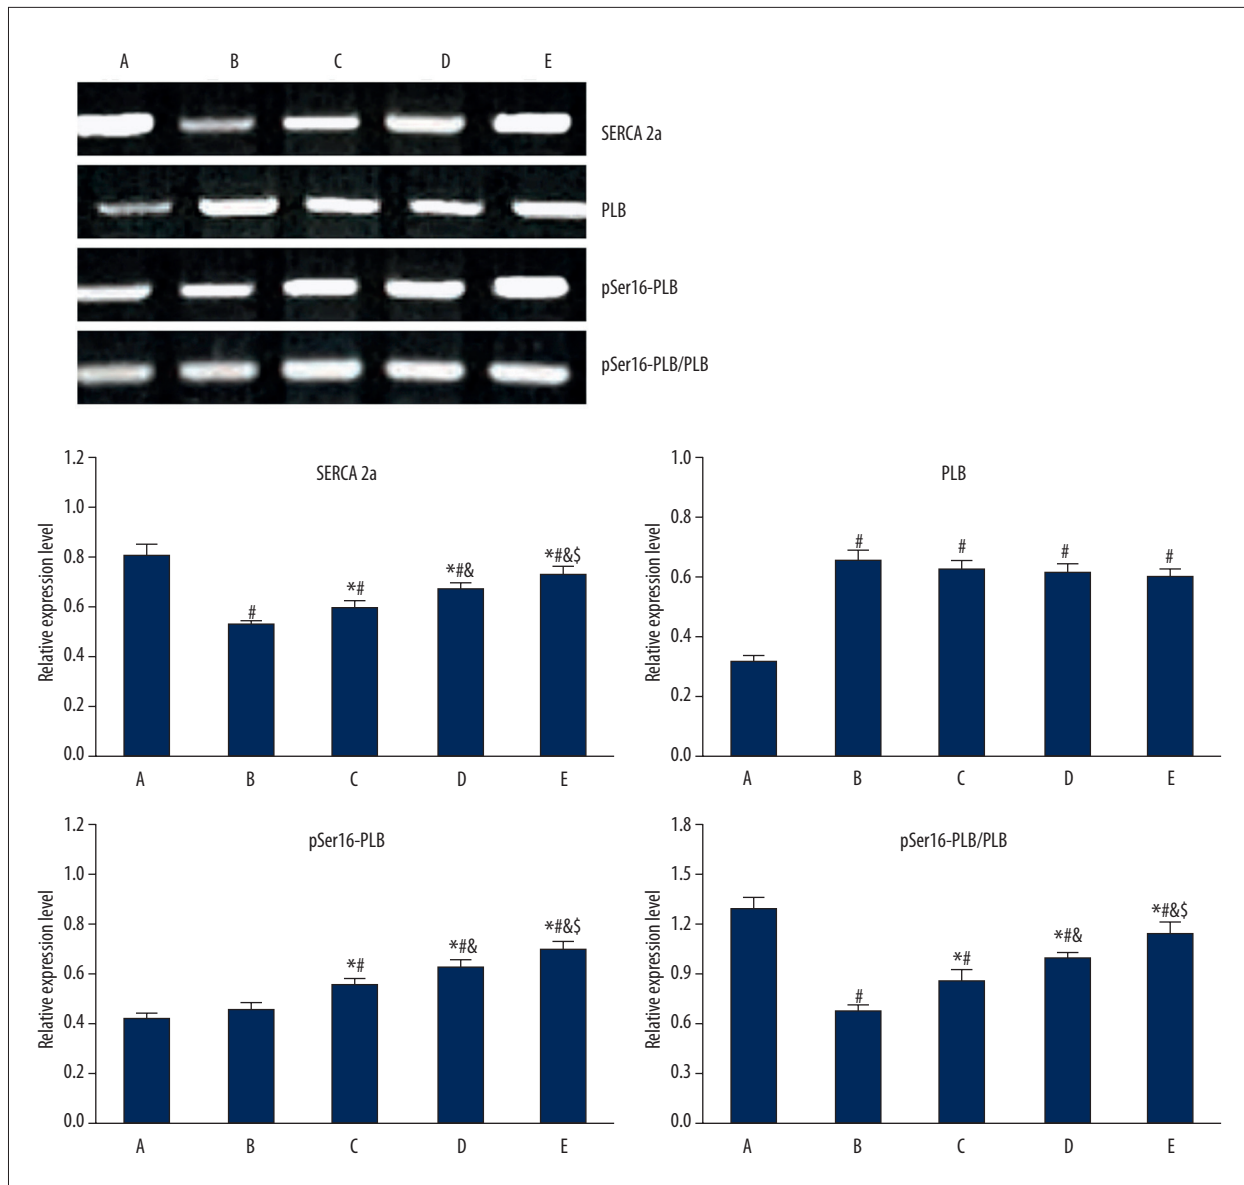 A B C D E
SERCA 2a
PLB
pSer16-PLB
pSer16-PLB/PLB
SERCA 2a
Relative expression level
1.2
1.0
0.8
0.6
0.4
0.2
0.0
#
*#
*#&
*#&$
A B C D E
PLB
Relative expression level
1.0
0.8
0.6
0.4
0.2
0.0
# # # #
A B C D E
pSer16-PLB
Relative expression level
1.2
1.0
0.8
0.6
0.4
0.2
0.0
*#
*#&
*#&$
A B C D E
pSer16-PLB/PLB
Relative expression level
1.8
1.5
1.2
0.9
0.6
0.3
0.0
#
*#
*#&
*#&$
A B C D E